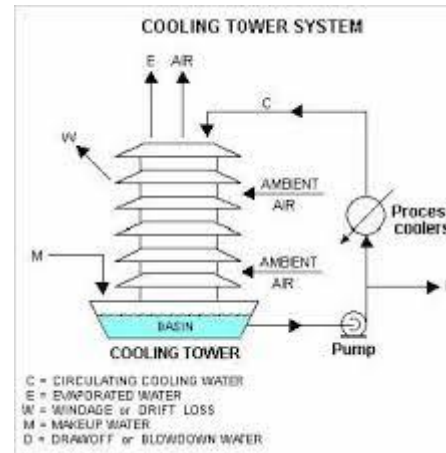 COOLING TOWER SYSTEM
E AIR
C
W
AMBIENT
AIR
Process
coolers
M
AMBIENT
AIR
BASIN
COOLING TOWER
Pump
C = CIRCULATING COOLING WATER
E = EVAPORATED WATER
W = WINDAGE or DRIFT LOSS
M = MAKEUP WATER
D = DRAWOFF or BLOWDOWN WATER